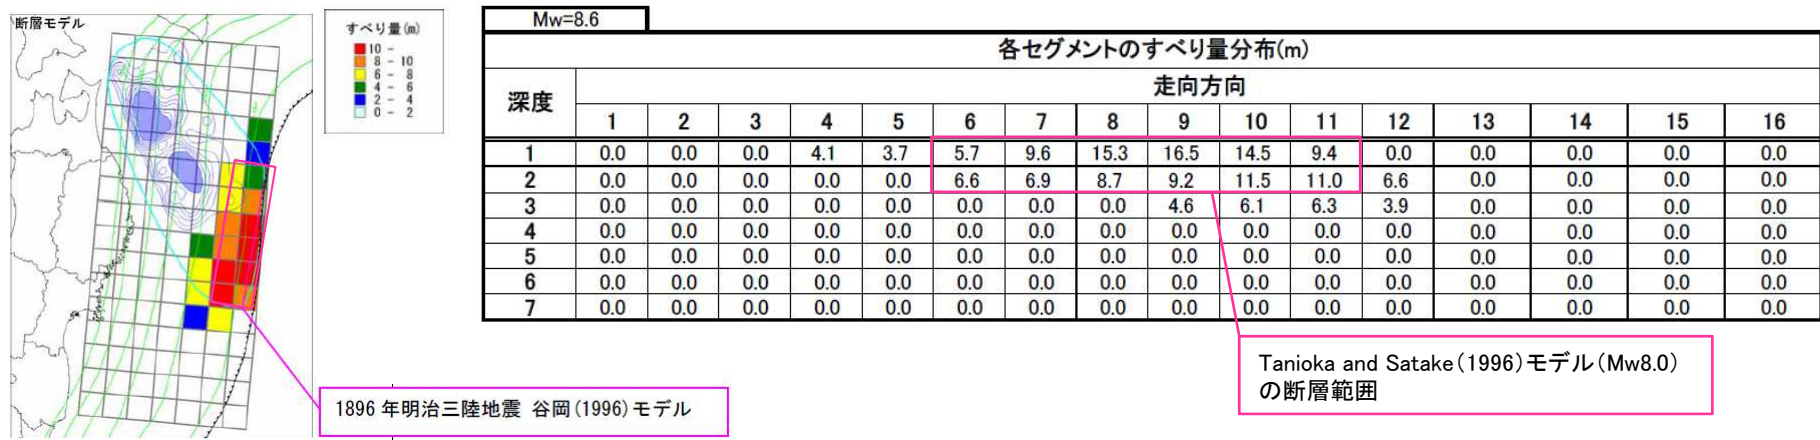 断層モデル
すべり量(m)
10 -
8 - 10
6 - 8
4 - 6
2 - 4
0 - 2
1896 年明治三陸地震 谷岡(1996)モデル
Mw=8.6
各セグメントのすべり量分布(m)
深度 走向方向
1 2 3 4 5 6 7 8 9 10 11 12 13 14 15 16
1 0.0 0.0 0.0 4.1 3.7 5.7 9.6 15.3 16.5 14.5 9.4 0.0 0.0 0.0 0.0 0.0
2 0.0 0.0 0.0 0.0 0.0 6.6 6.9 8.7 9.2 11.5 11.0 6.6 0.0 0.0 0.0 0.0
3 0.0 0.0 0.0 0.0 0.0 0.0 0.0 0.0 4.6 6.1 6.3 3.9 0.0 0.0 0.0 0.0
4 0.0 0.0 0.0 0.0 0.0 0.0 0.0 0.0 0.0 0.0 0.0 0.0 0.0 0.0 0.0 0.0
5 0.0 0.0 0.0 0.0 0.0 0.0 0.0 0.0 0.0 0.0 0.0 0.0 0.0 0.0 0.0 0.0
6 0.0 0.0 0.0 0.0 0.0 0.0 0.0 0.0 0.0 0.0 0.0 0.0 0.0 0.0 0.0 0.0
7 0.0 0.0 0.0 0.0 0.0 0.0 0.0 0.0 0.0 0.0 0.0 0.0 0.0 0.0 0.0 0.0
Tanioka and Satake(1996)モデル(Mw8.0)
の断層範囲